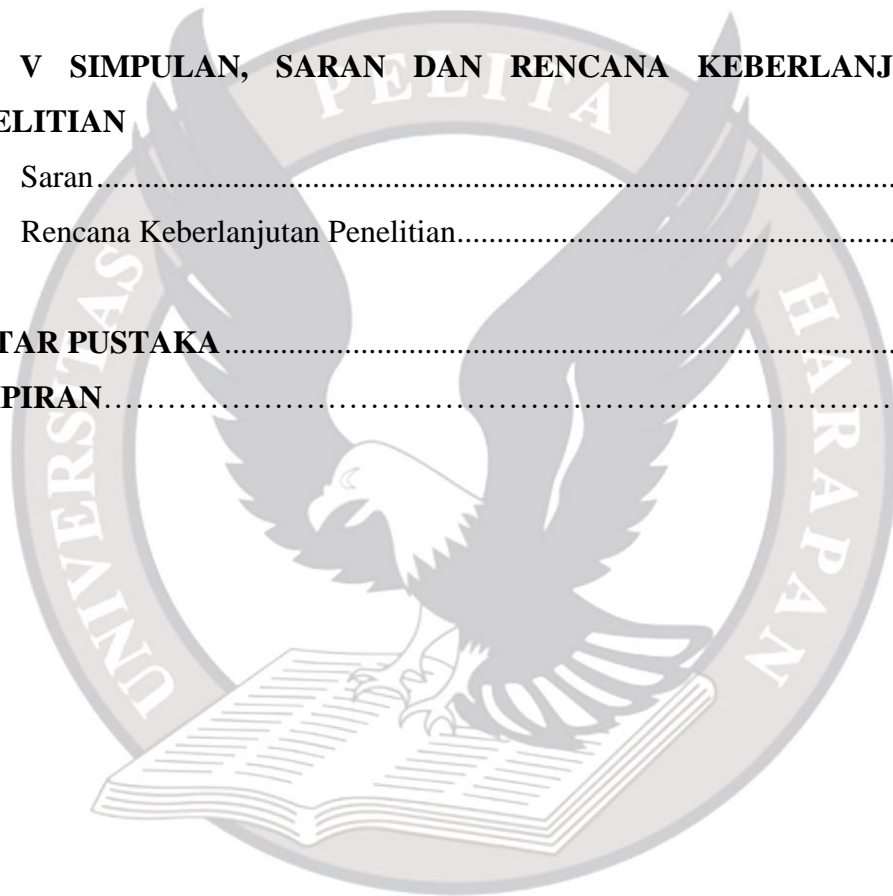 V SIMPULAN, SARAN DAN RENCANA KEBERLANJ
ELITIAN
Saran................................................................................................
Rencana Keberlanjutan Penelitian.......................................................
TAR PUSTAKA................................................................................
PIRAN..............................................................................
UNIVERSITAS PELITA HARAPAN